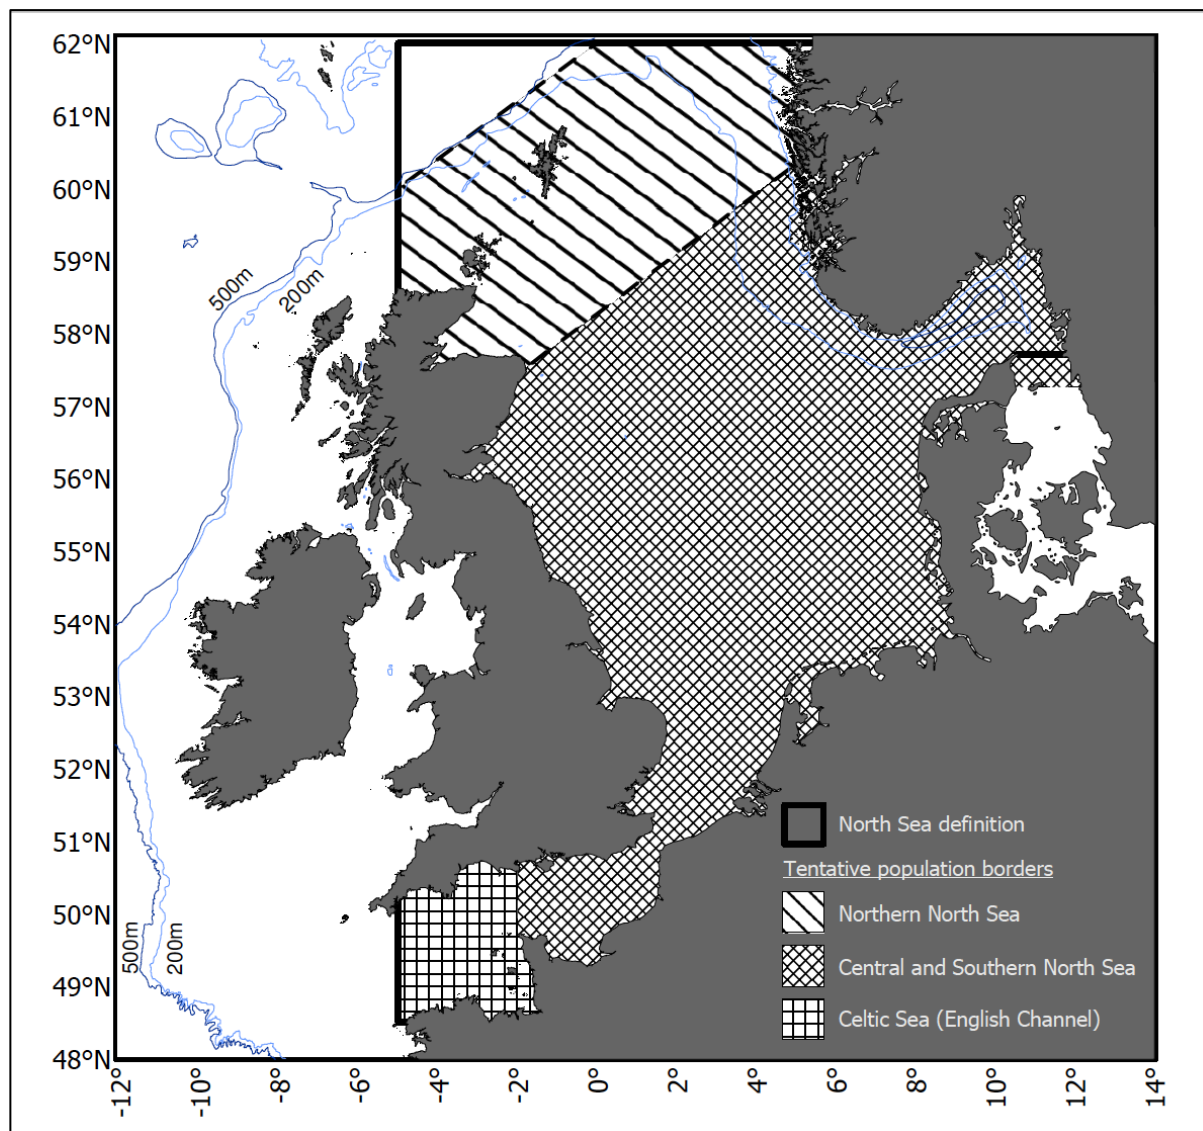 62°N
61°N
60°N
59°N
58°N
57°N
56°N
55°N
54°N
53°N
52°N
51°N
50°N
49°N
48°N
500m
200m
500m
200m
North Sea definition
Tentative population borders
Northern North Sea
Central and Southern North Sea
Celtic Sea (English Channel)
-12
-10
-8
-6
-4
-2
0°
2°
4°
6°
8°
10°
12°
14°